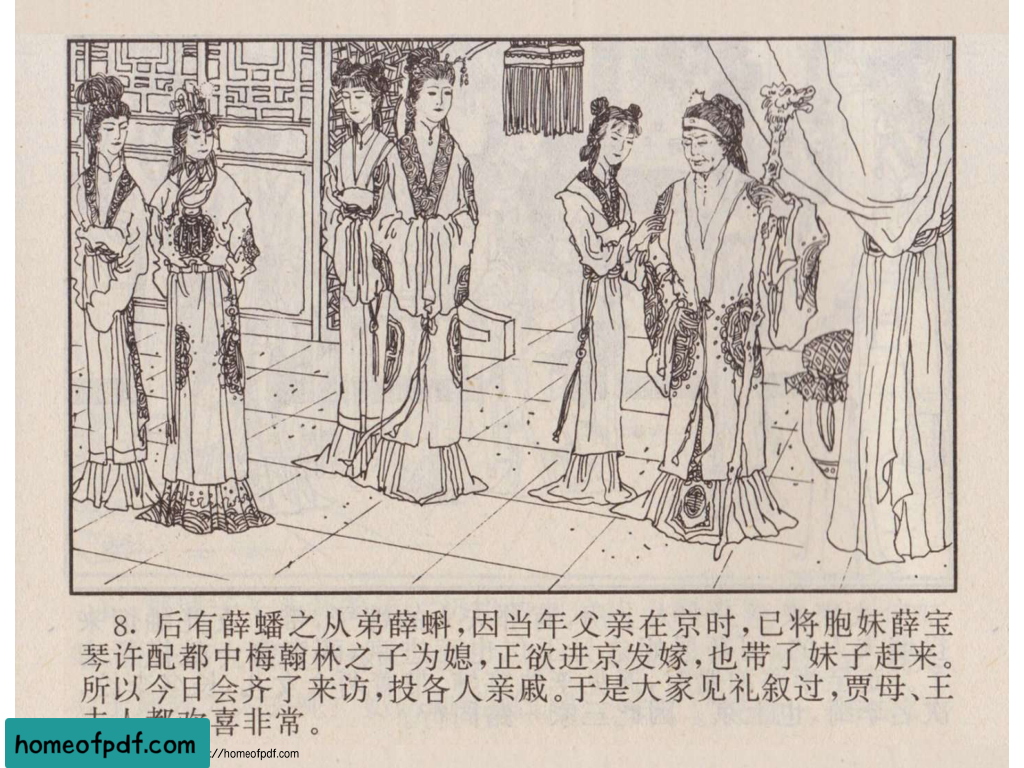 8. 后有薛蟠之从弟薛蝌,因当年父亲在京时,已将胞妹薛宝
琴许配都中梅翰林之子为媳,正欲进京发嫁,也带了妹子赶来。
所以今日会齐了来访,投各人亲戚。于是大家见礼叙过,贾母、王
夫人都欢喜非常。
homeofpdf.com
://homeofpdf.com